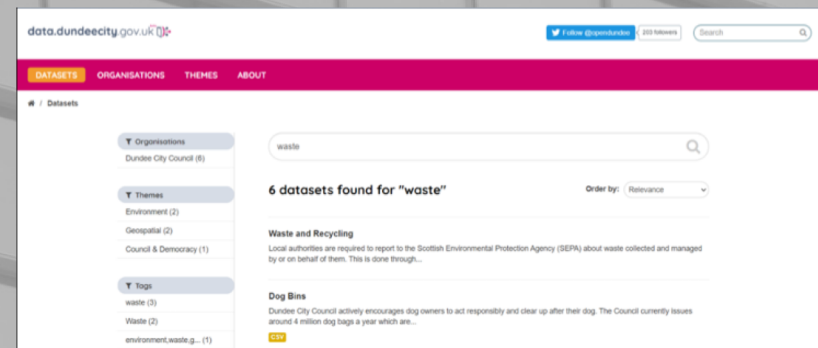 data.dundeecity.gov.uk
Follow @opendundee
203 followers
Search
DATASETS ORGANISATIONS THEMES ABOUT
/ Datasets
Organisations
Dundee City Council (6)
Themes
Environment (2)
Geospatial (2)
Council & Democracy (1)
Tags
waste (3)
Waste (2)
environment,waste,g... (1)
waste
6 datasets found for "waste"
Order by: Relevance
Waste and Recycling
Local authorities are required to report to the Scottish Environmental Protection Agency (SEPA) about waste collected and managed
by or on behalf of them. This is done through...
Dog Bins
Dundee City Council actively encourages dog owners to act responsibly and clear up after their dog. The Council currently issues
around 4 million dog bags a year which are...
CSV